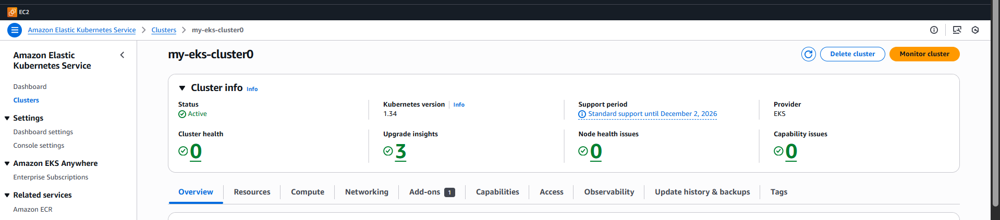 EC2
Amazon Elastic Kubernetes Service
Clusters
my-eks-cluster0
Amazon Elastic
Kubernetes Service
Dashboard
Clusters
Settings
Dashboard settings
Console settings
Amazon EKS Anywhere
Enterprise Subscriptions
Related services
Amazon ECR
my-eks-cluster0
Delete cluster
Monitor cluster
Cluster info Info
Status
Active
Kubernetes version Info
1.34
Support period
Standard support until December 2, 2026
Provider
EKS
Cluster health
0
Upgrade insights
3
Node health issues
0
Capability issues
0
Overview
Resources
Compute
Networking
Add-ons 1
Capabilities
Access
Observability
Update history & backups
Tags